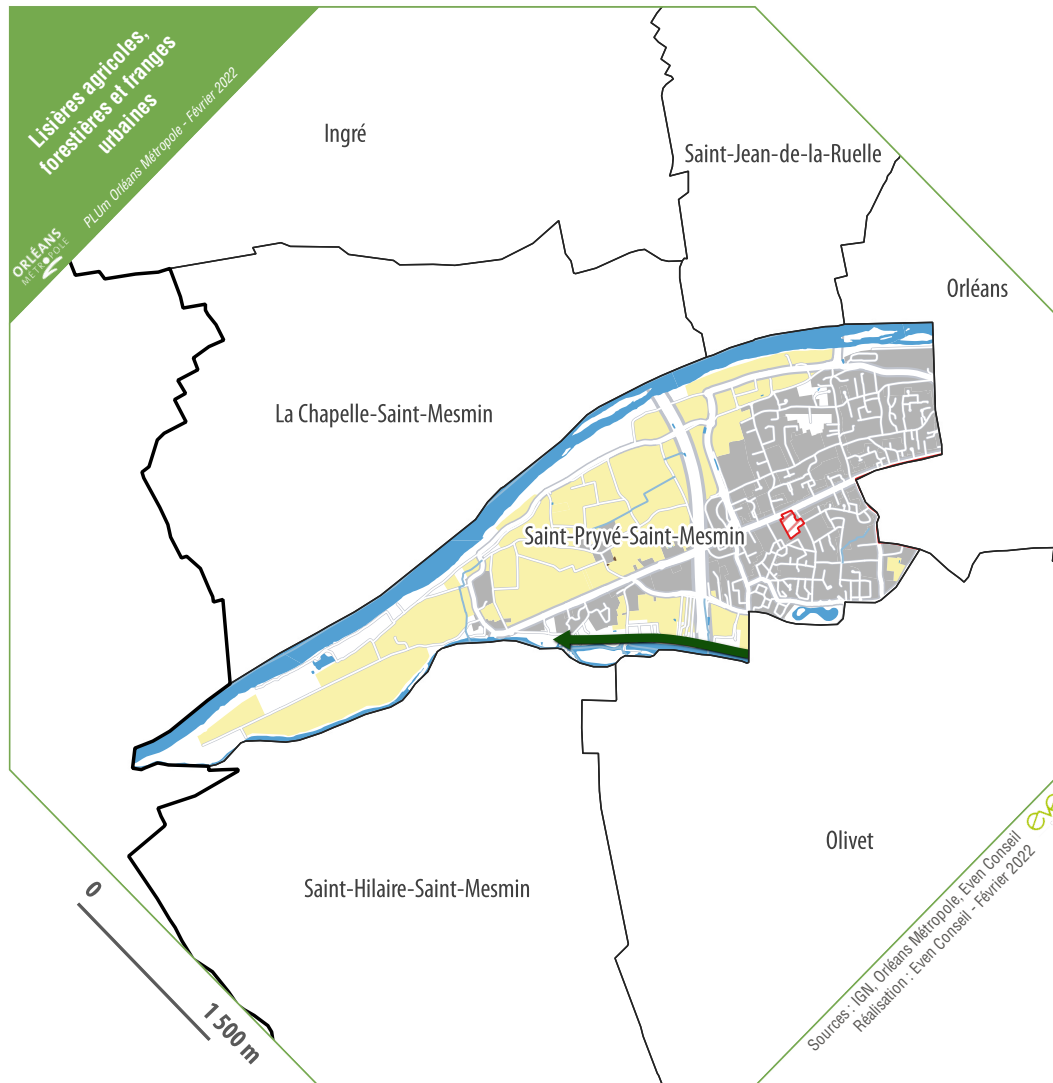 Lisières agricoles,
forestières et franges
urbaines
PLUm Orléans Métropole - Février 2022
ORLÉANS
MÉTROPOLE
Ingré
Saint-Jean-de-la-Ruelle
Orléans
La Chapelle-Saint-Mesmin
Saint-Pryvé-Saint-Mesmin
Olivet
Saint-Hilaire-Saint-Mesmin
0
1 500 m
Sources : IGN, Orléans Métropole, Even Conseil
Réalisation : Even Conseil - Février 2022